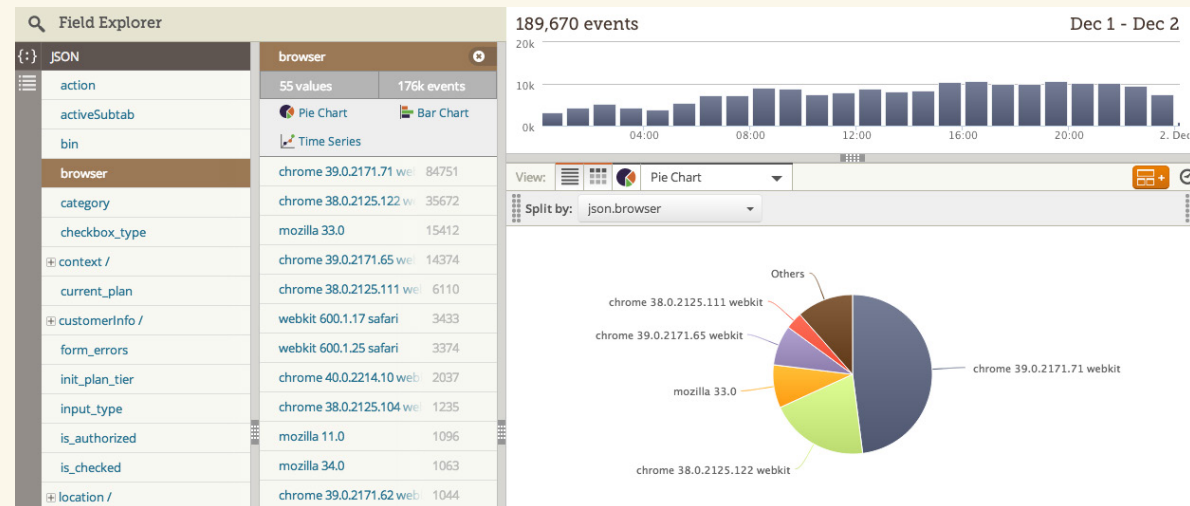 Field Explorer
{:} JSON
action
activeSubtab
bin
browser
category
checkbox_type
context /
current_plan
customerInfo /
form_errors
init_plan_tier
input_type
is_authorized
is_checked
location /
browser
55 values 176k events
Pie Chart Bar Chart
Time Series
chrome 39.0.2171.71 we 84751
chrome 38.0.2125.122 w 35672
mozilla 33.0 15412
chrome 39.0.2171.65 we 14374
chrome 38.0.2125.111 we 6110
webkit 600.1.17 safari 3433
webkit 600.1.25 safari 3374
chrome 40.0.2214.10 web 2037
chrome 38.0.2125.104 we 1235
mozilla 11.0 1096
mozilla 34.0 1063
chrome 39.0.2171.62 web 1044
189,670 events Dec 1 - Dec 2
20k
10k
0k
04:00 08:00 12:00 16:00 20:00 2. Dec
View: Pie Chart
Split by: json.browser
Others
chrome 38.0.2125.111 webkit
chrome 39.0.2171.65 webkit
chrome 39.0.2171.71 webkit
mozilla 33.0
chrome 38.0.2125.122 webkit